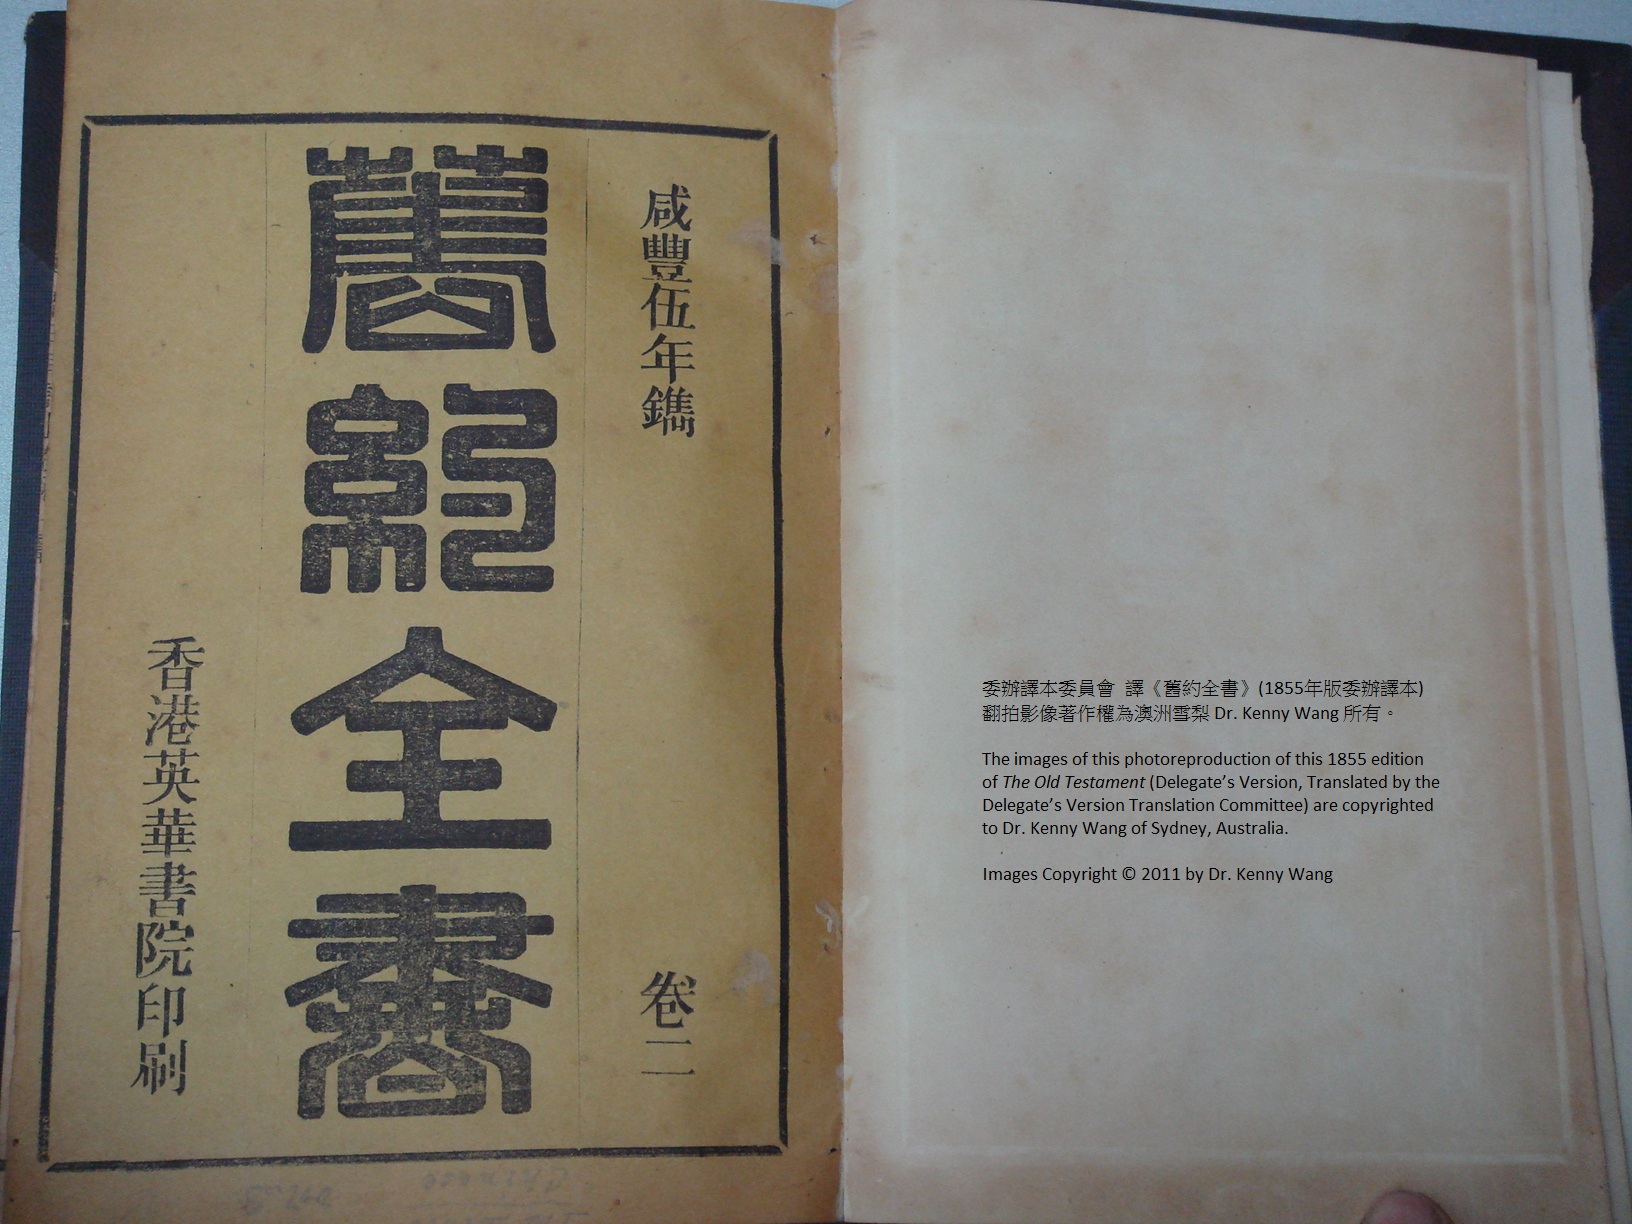 咸豐伍年鐫
卷二
舊約全書
香港英華書院印刷
委辦譯本委員會 譯《舊約全書》(1855年版委辦譯本)
翻拍影像著作權為澳洲雪梨 Dr. Kenny Wang 所有。
The images of this photoreproduction of this 1855 edition
of The Old Testament (Delegate's Version, Translated by the
Delegate's Version Translation Committee) are copyrighted
to Dr. Kenny Wang of Sydney, Australia.
Images Copyright © 2011 by Dr. Kenny Wang